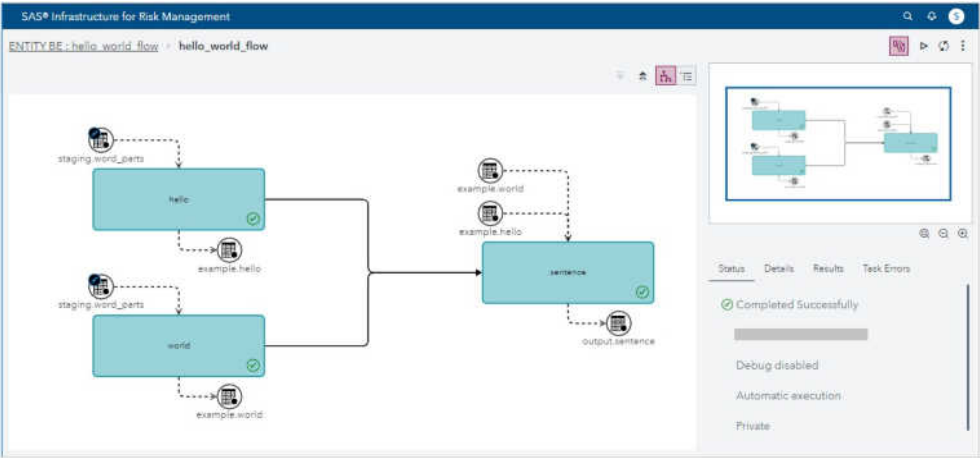 SAS® Infrastructure for Risk Management
S
ENTITY BE : hello_world_flow
hello_world_flow
staging.word_parts
hello
example.hello
staging.word_parts
world
example.world
example.world
example.hello
sentence
output.sentence
Status Details Results Task Errors
Completed Successfully
Debug disabled
Automatic execution
Private